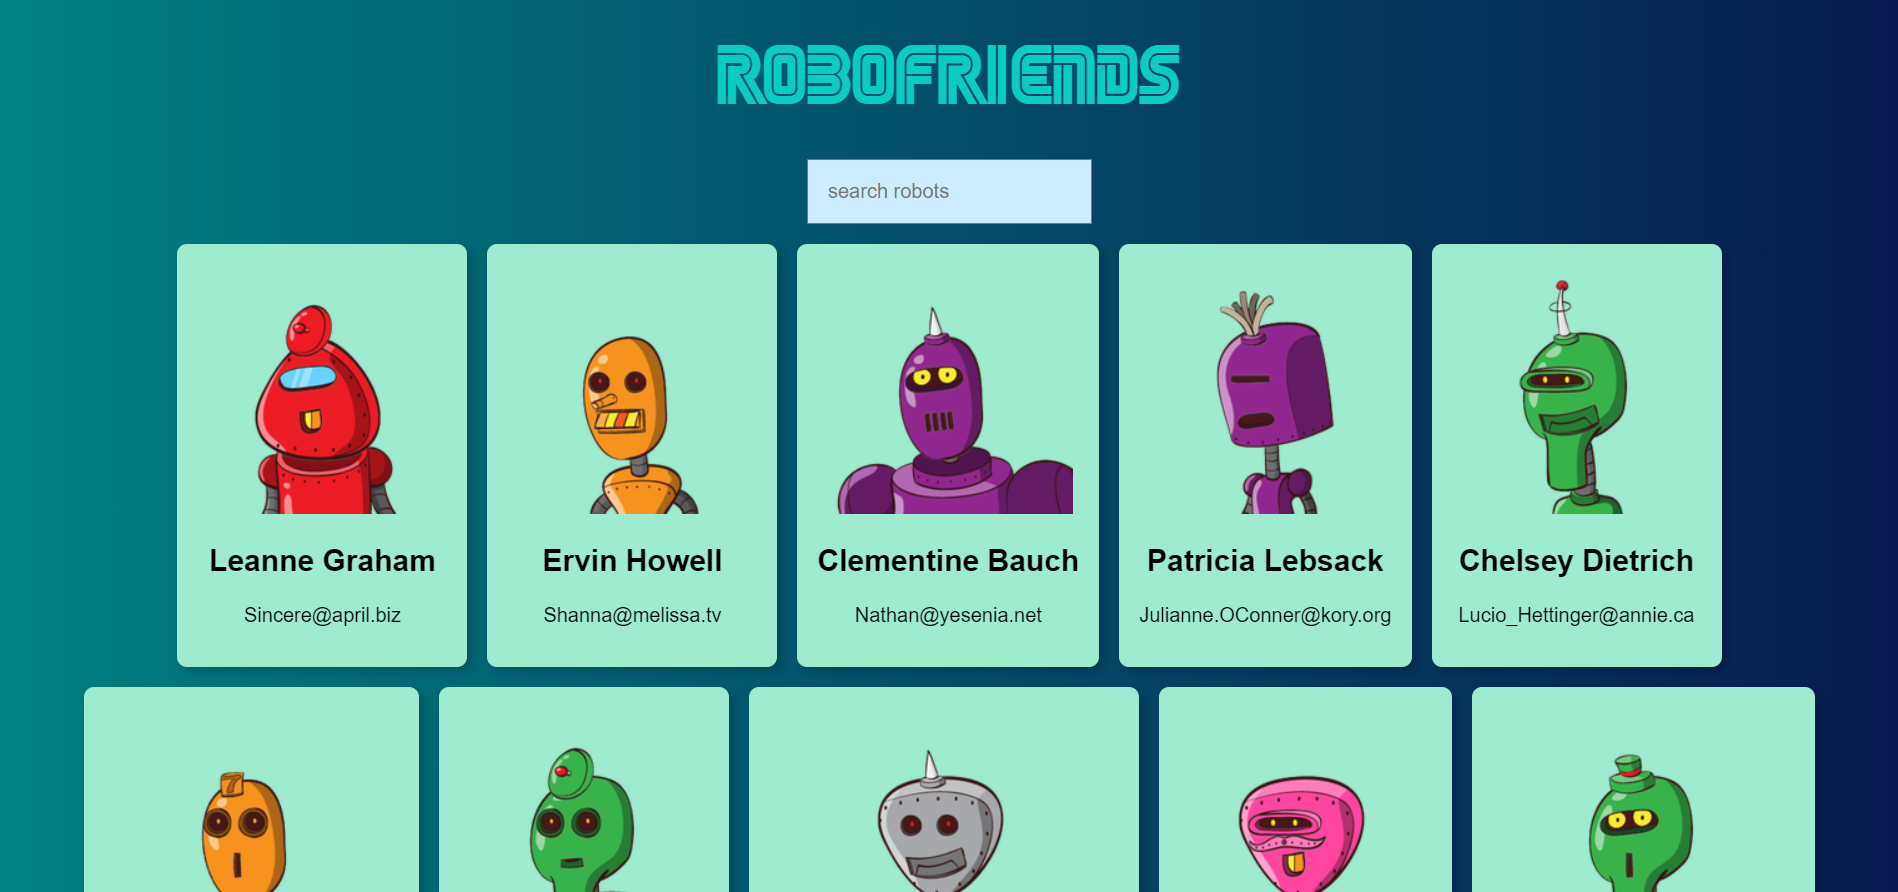 ROBOFRIENDS
search robots
Leanne Graham
Sincere@april.biz
Ervin Howell
Shanna@melissa.tv
Clementine Bauch
Nathan@yesenia.net
Patricia Lebsack
Julianne.OConner@kory.org
Chelsey Dietrich
Lucio_Hettinger@annie.ca
7